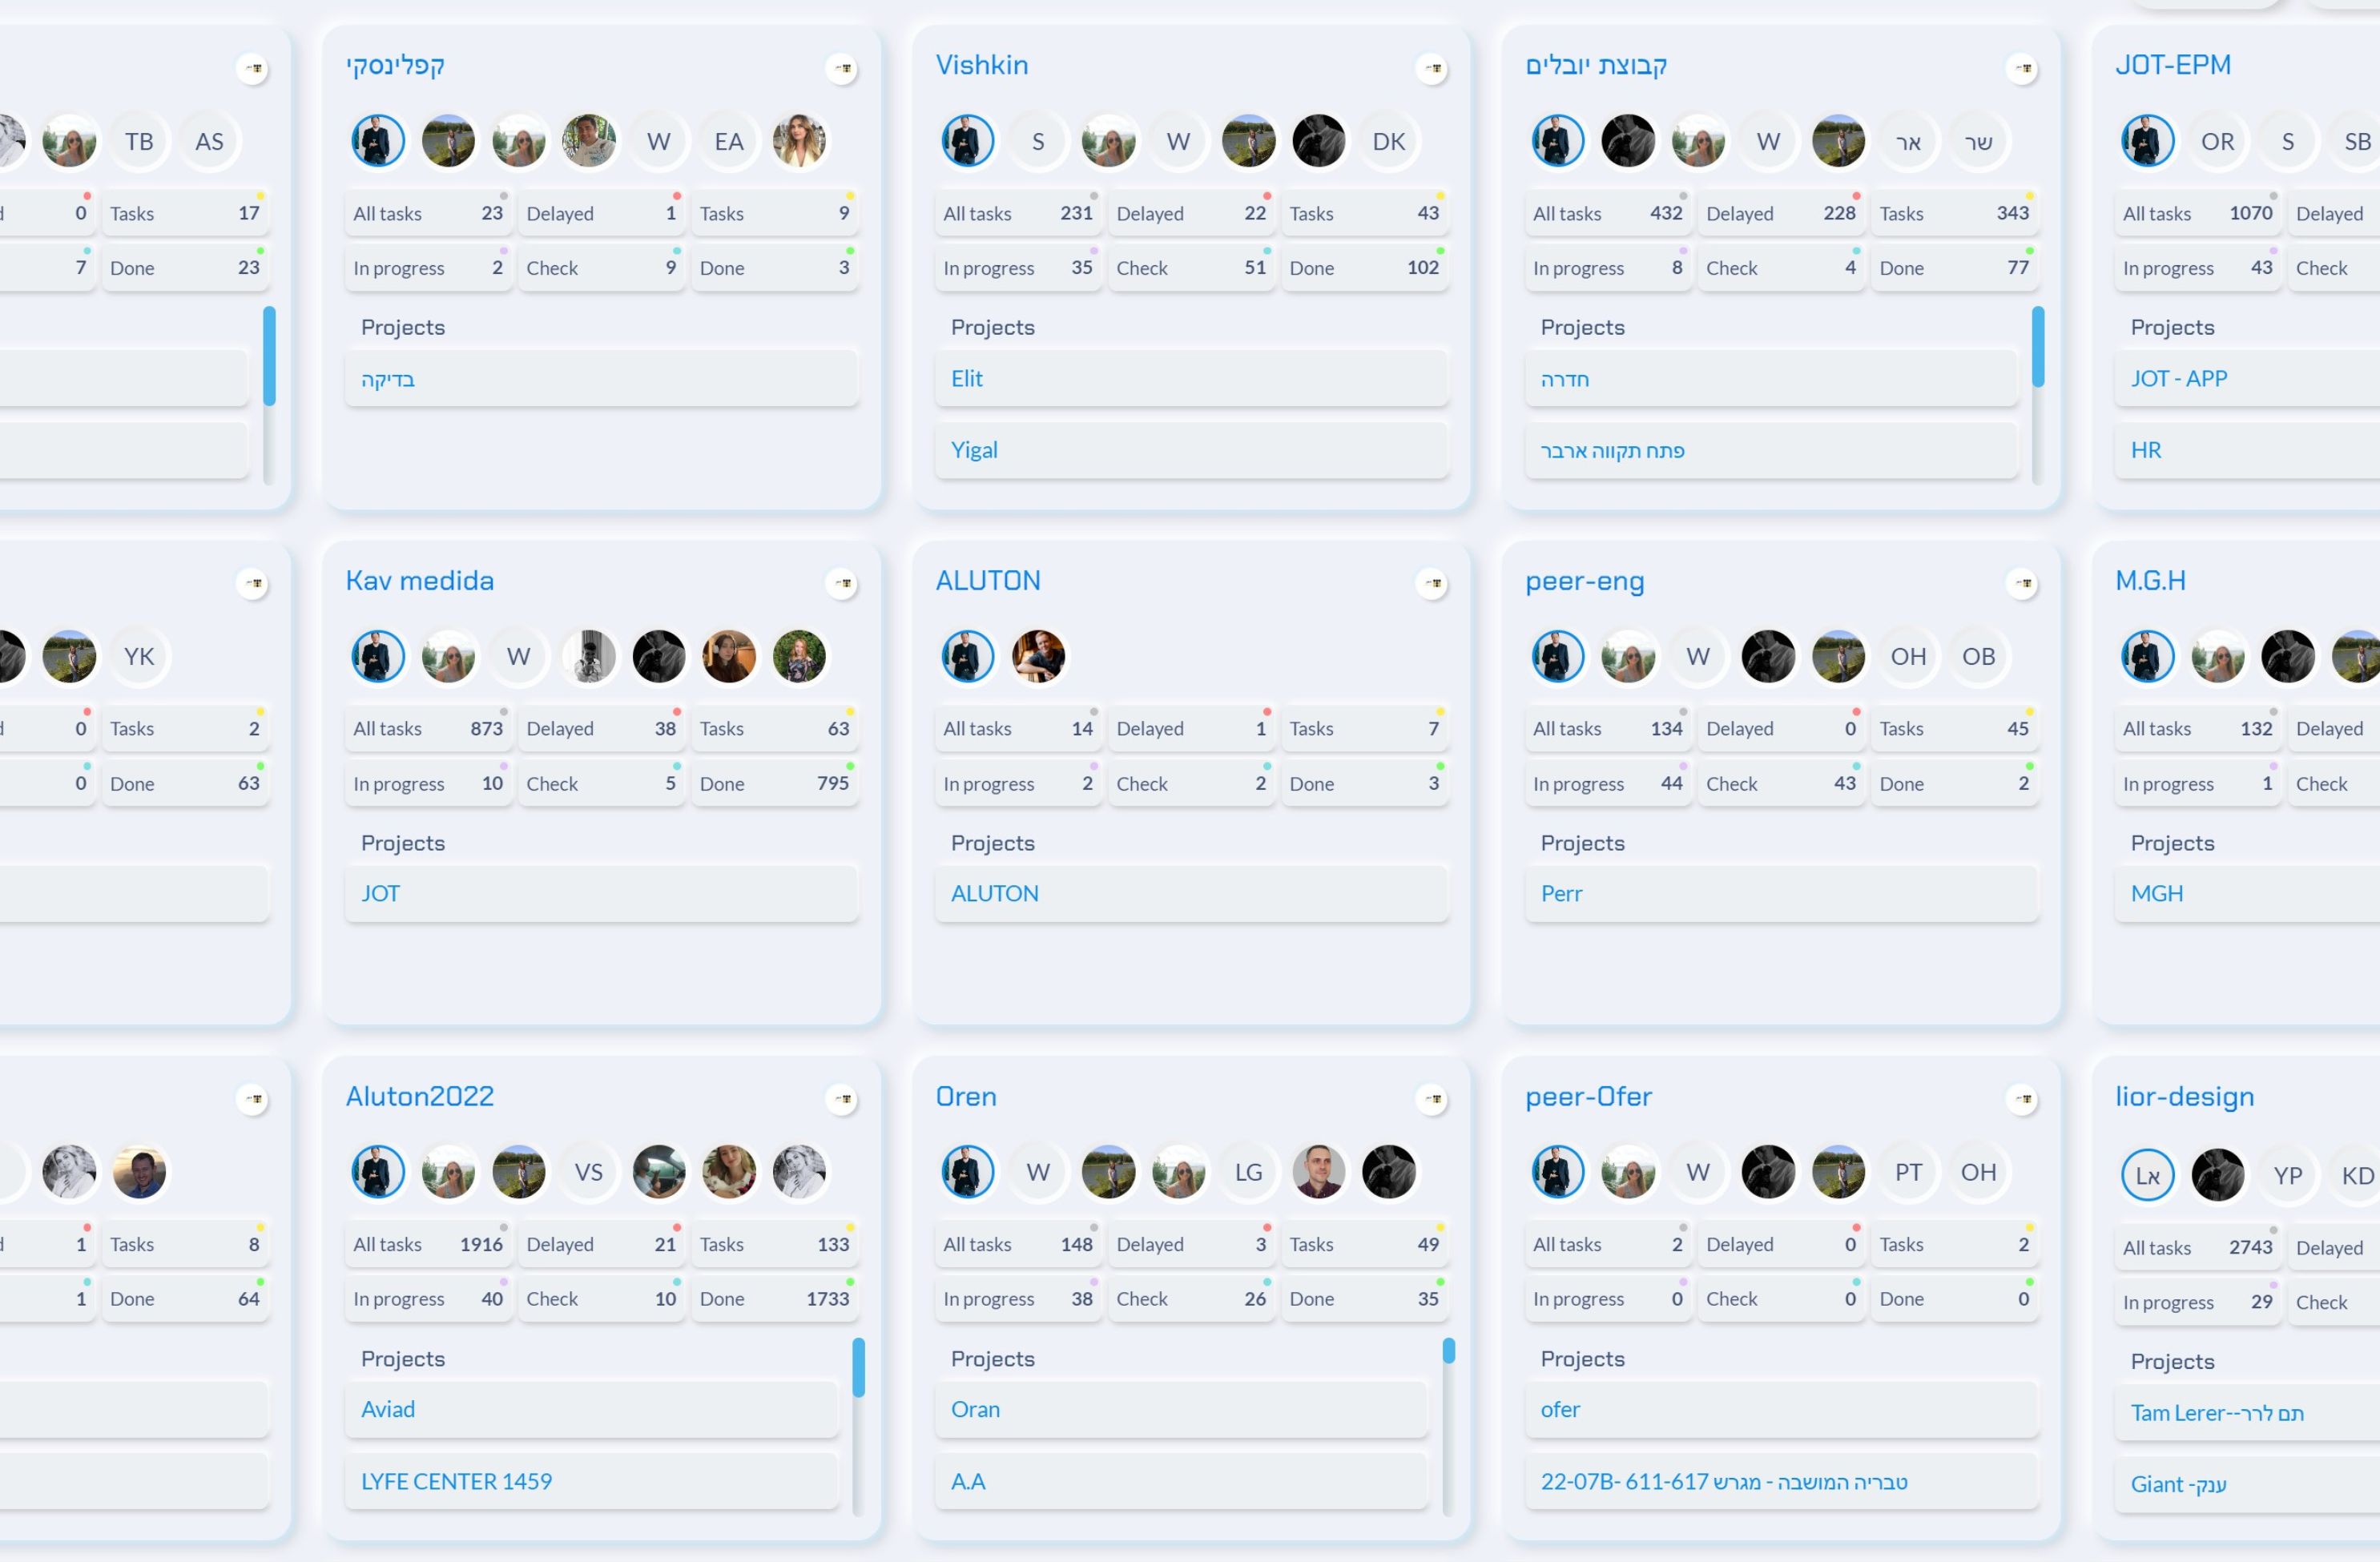 TB AS
d 0 Tasks 17
7 Done 23
קפלינסקי
W EA
All tasks 23 Delayed 1 Tasks 9
In progress 2 Check 9 Done 3
Projects
בדיקה
Vishkin
S W DK
All tasks 231 Delayed 22 Tasks 43
In progress 35 Check 51 Done 102
Projects
Elit
Yigal
קבוצת יובלים
W אר שר
All tasks 432 Delayed 228 Tasks 343
In progress 8 Check 4 Done 77
Projects
חדרה
פתח תקווה ארבר
JOT-EPM
OR S SB
All tasks 1070 Delayed
In progress 43 Check
Projects
JOT - APP
HR
YK
d 0 Tasks 2
0 Done 63
Kav medida
W
All tasks 873 Delayed 38 Tasks 63
In progress 10 Check 5 Done 795
Projects
JOT
ALUTON
All tasks 14 Delayed 1 Tasks 7
In progress 2 Check 2 Done 3
Projects
ALUTON
peer-eng
W OH OB
All tasks 134 Delayed 0 Tasks 45
In progress 44 Check 43 Done 2
Projects
Perr
M.G.H
All tasks 132 Delayed
In progress 1 Check
Projects
MGH
d 1 Tasks 8
1 Done 64
Aluton2022
VS
All tasks 1916 Delayed 21 Tasks 133
In progress 40 Check 10 Done 1733
Projects
Aviad
LYFE CENTER 1459
Oren
W LG
All tasks 148 Delayed 3 Tasks 49
In progress 38 Check 26 Done 35
Projects
Oran
A.A
peer-Ofer
W PT OH
All tasks 2 Delayed 0 Tasks 2
In progress 0 Check 0 Done 0
Projects
ofer
22-07B- 611-617 טבריה המושבה - מגרש
lior-design
Lא YP KD
All tasks 2743 Delayed
In progress 29 Check
Projects
Tam Lerer--תם לרר
Giant -ענק